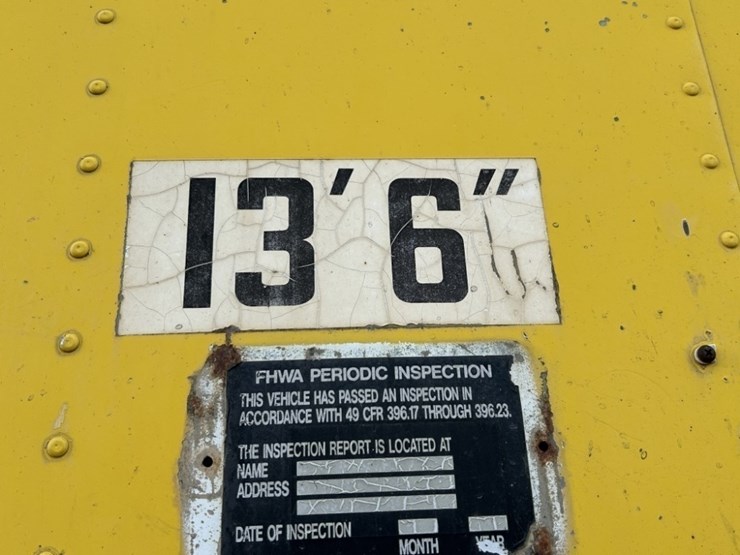 13' 6"
FHWA PERIODIC INSPECTION
THIS VEHICLE HAS PASSED AN INSPECTION IN
ACCORDANCE WITH 49 CFR 396.17 THROUGH 396.23.
THE INSPECTION REPORT IS LOCATED AT
NAME
ADDRESS
DATE OF INSPECTION
MONTH YEAR